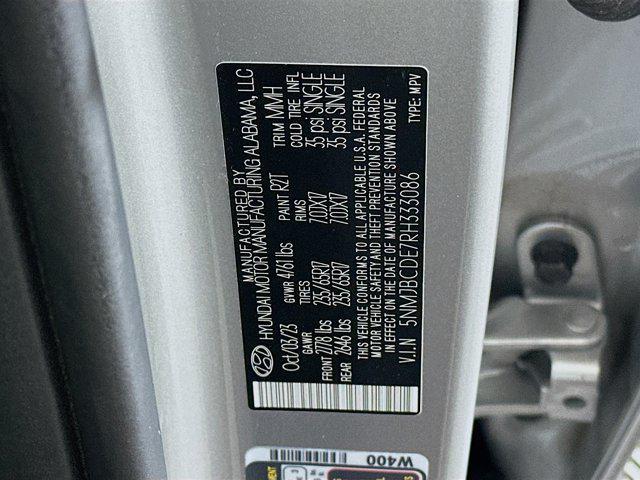 MANUFACTURED BY
HYUNDAI MOTOR MANUFACTURING ALABAMA, LLC
Oct/03/23 GVWR 4761 lbs PAINT R2T TRIM MMH
GAWR TIRES RIMS COLD TIRE INFL
FRONT 2778 lbs 235/65R17 7.0JX17 35 psi SINGLE
REAR 2646 lbs 235/65R17 7.0JX17 35 psi SINGLE
THIS VEHICLE CONFORMS TO ALL APPLICABLE U.S.A. FEDERAL
MOTOR VEHICLE SAFETY AND THEFT PREVENTION STANDARDS
IN EFFECT ON THE DATE OF MANUFACTURE SHOWN ABOVE
V.I.N 5NMJBCDE7RH333086 TYPE: MPV
W400